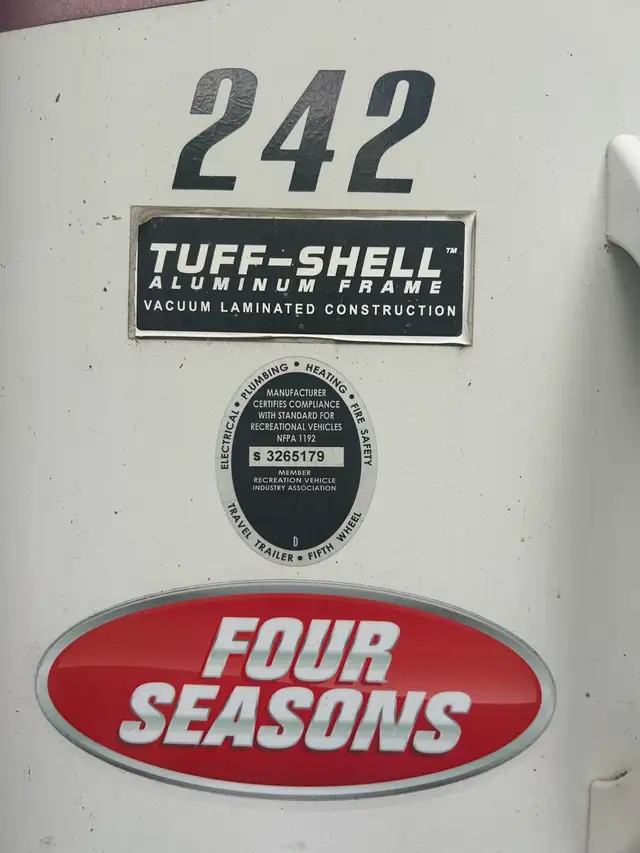 242
TUFF-SHELL™
ALUMINUM FRAME
VACUUM LAMINATED CONSTRUCTION
ELECTRICAL • PLUMBING • HEATING • FIRE SAFETY
MANUFACTURER
CERTIFIES COMPLIANCE
WITH STANDARD FOR
RECREATIONAL VEHICLES
NFPA 1192
S 3265179
MEMBER
RECREATION VEHICLE
INDUSTRY ASSOCIATION
D
TRAVEL TRAILER • FIFTH WHEEL
FOUR
SEASONS